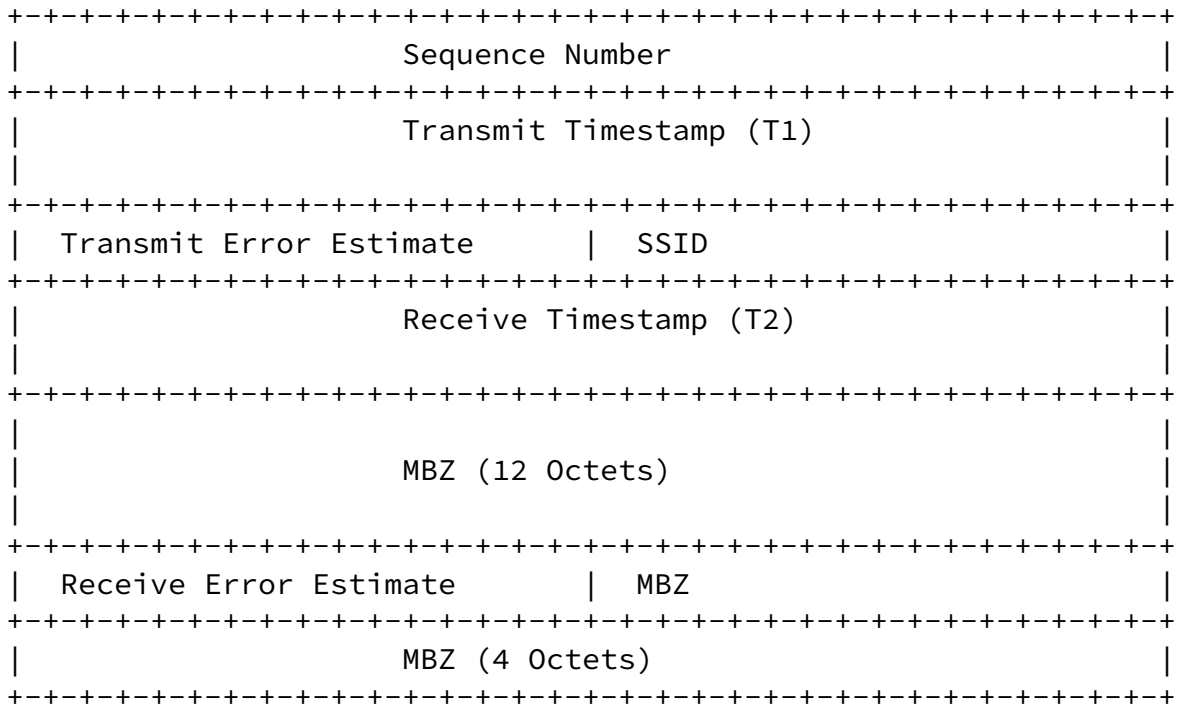 +-+-+-+-+-+-+-+-+-+-+-+-+-+-+-+-+-+-+-+-+-+-+-+-+-+-+-+-+-+-+-+-+
|                     Sequence Number                           |
+-+-+-+-+-+-+-+-+-+-+-+-+-+-+-+-+-+-+-+-+-+-+-+-+-+-+-+-+-+-+-+-+
|                     Transmit Timestamp (T1)                   |
|                                                               |
+-+-+-+-+-+-+-+-+-+-+-+-+-+-+-+-+-+-+-+-+-+-+-+-+-+-+-+-+-+-+-+-+
|  Transmit Error Estimate      |  SSID                         |
+-+-+-+-+-+-+-+-+-+-+-+-+-+-+-+-+-+-+-+-+-+-+-+-+-+-+-+-+-+-+-+-+
|                     Receive Timestamp (T2)                    |
|                                                               |
+-+-+-+-+-+-+-+-+-+-+-+-+-+-+-+-+-+-+-+-+-+-+-+-+-+-+-+-+-+-+-+-+
|                                                               |
|                     MBZ (12 Octets)                           |
|                                                               |
+-+-+-+-+-+-+-+-+-+-+-+-+-+-+-+-+-+-+-+-+-+-+-+-+-+-+-+-+-+-+-+-+
|  Receive Error Estimate       |  MBZ                          |
+-+-+-+-+-+-+-+-+-+-+-+-+-+-+-+-+-+-+-+-+-+-+-+-+-+-+-+-+-+-+-+-+
|                     MBZ (4 Octets)                            |
+-+-+-+-+-+-+-+-+-+-+-+-+-+-+-+-+-+-+-+-+-+-+-+-+-+-+-+-+-+-+-+-+